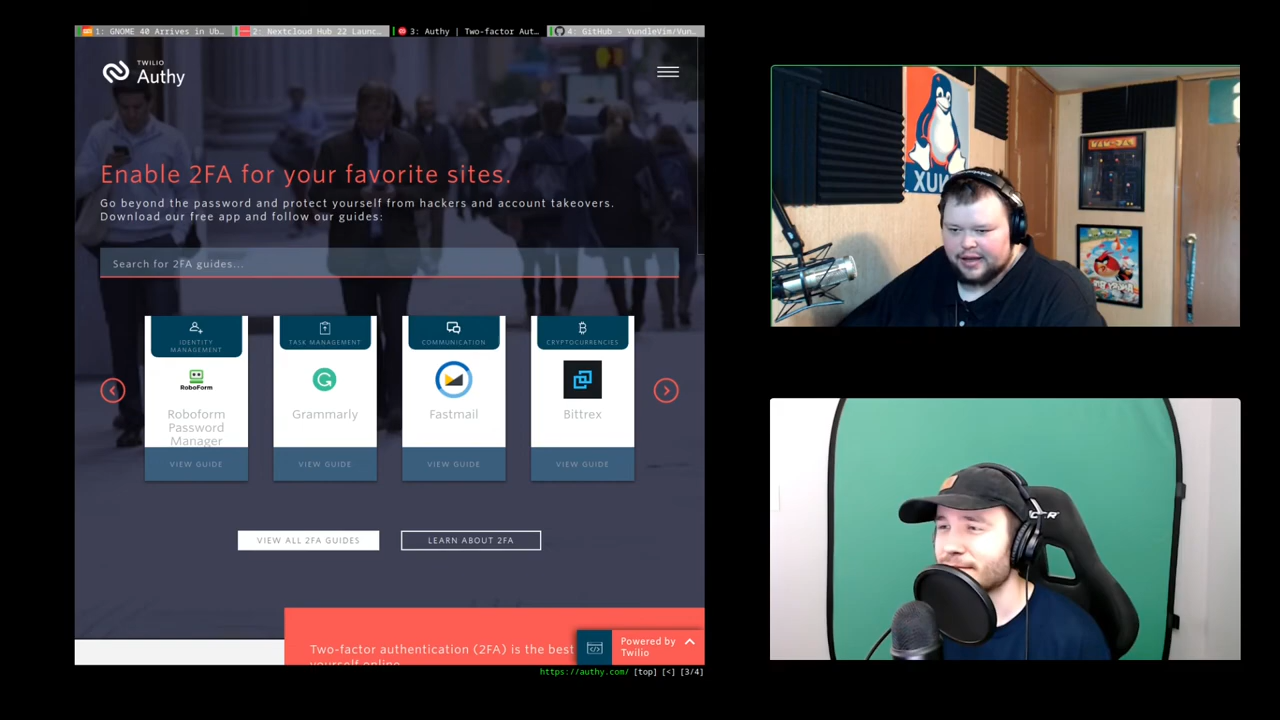 1: GNOME 40 Arrives in Ub…
2: Nextcloud Hub 22 Launc…
3: Authy | Two-factor Aut…
4: GitHub - VundleVim/Vun…
TWILIO
Authy
Enable 2FA for your favorite sites.
Go beyond the password and protect yourself from hackers and account takeovers.
Download our free app and follow our guides:
Search for 2FA guides...
IDENTITY
MANAGEMENT
TASK MANAGEMENT
COMMUNICATION
CRYPTOCURRENCIES
RoboForm
Roboform
Password
Manager
Grammarly
Fastmail
Bittrex
VIEW GUIDE
VIEW GUIDE
VIEW GUIDE
VIEW GUIDE
VIEW ALL 2FA GUIDES
LEARN ABOUT 2FA
Two-factor authentication (2FA) is the best
yourself online
Powered by
Twilio
https://authy.com/ [top] [<] [3/4]
PAC-MAN